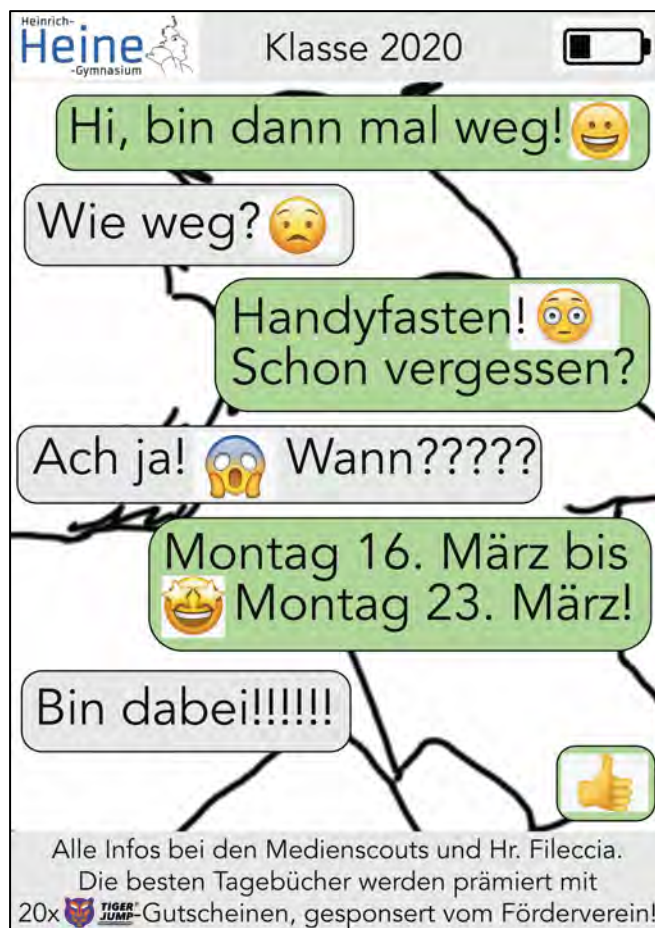 Heinrich-
Heine
-Gymnasium
Klasse 2020
Hi, bin dann mal weg!
Wie weg?
Handyfasten!
Schon vergessen?
Ach ja! Wann?????
Montag 16. März bis
Montag 23. März!
Bin dabei!!!!!!
Alle Infos bei den Medienscouts und Hr. Fileccia.
Die besten Tagebücher werden prämiert mit
20x TIGER JUMP-Gutscheinen, gesponsert vom Förderverein!